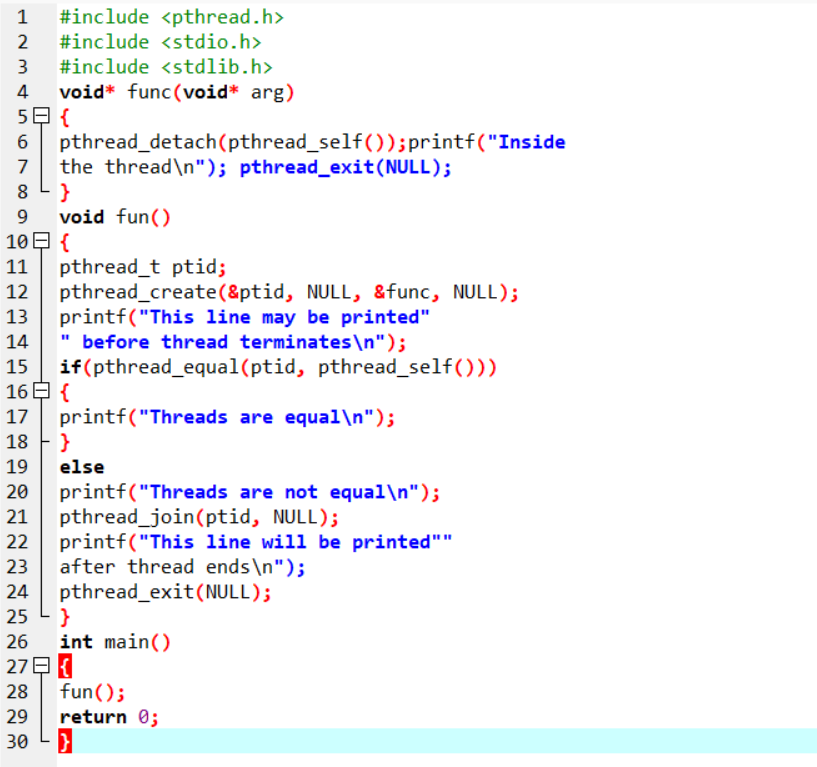 1 #include <pthread.h>
2 #include <stdio.h>
3 #include <stdlib.h>
4 void* func(void* arg)
5 {
6 pthread_detach(pthread_self());printf("Inside
7 the thread\n"); pthread_exit(NULL);
8 }
9 void fun()
10 {
11 pthread_t ptid;
12 pthread_create(&ptid, NULL, &func, NULL);
13 printf("This line may be printed"
14 " before thread terminates\n");
15 if(pthread_equal(ptid, pthread_self()))
16 {
17 printf("Threads are equal\n");
18 }
19 else
20 printf("Threads are not equal\n");
21 pthread_join(ptid, NULL);
22 printf("This line will be printed""
23 after thread ends\n");
24 pthread_exit(NULL);
25 }
26 int main()
27 {
28 fun();
29 return 0;
30 }